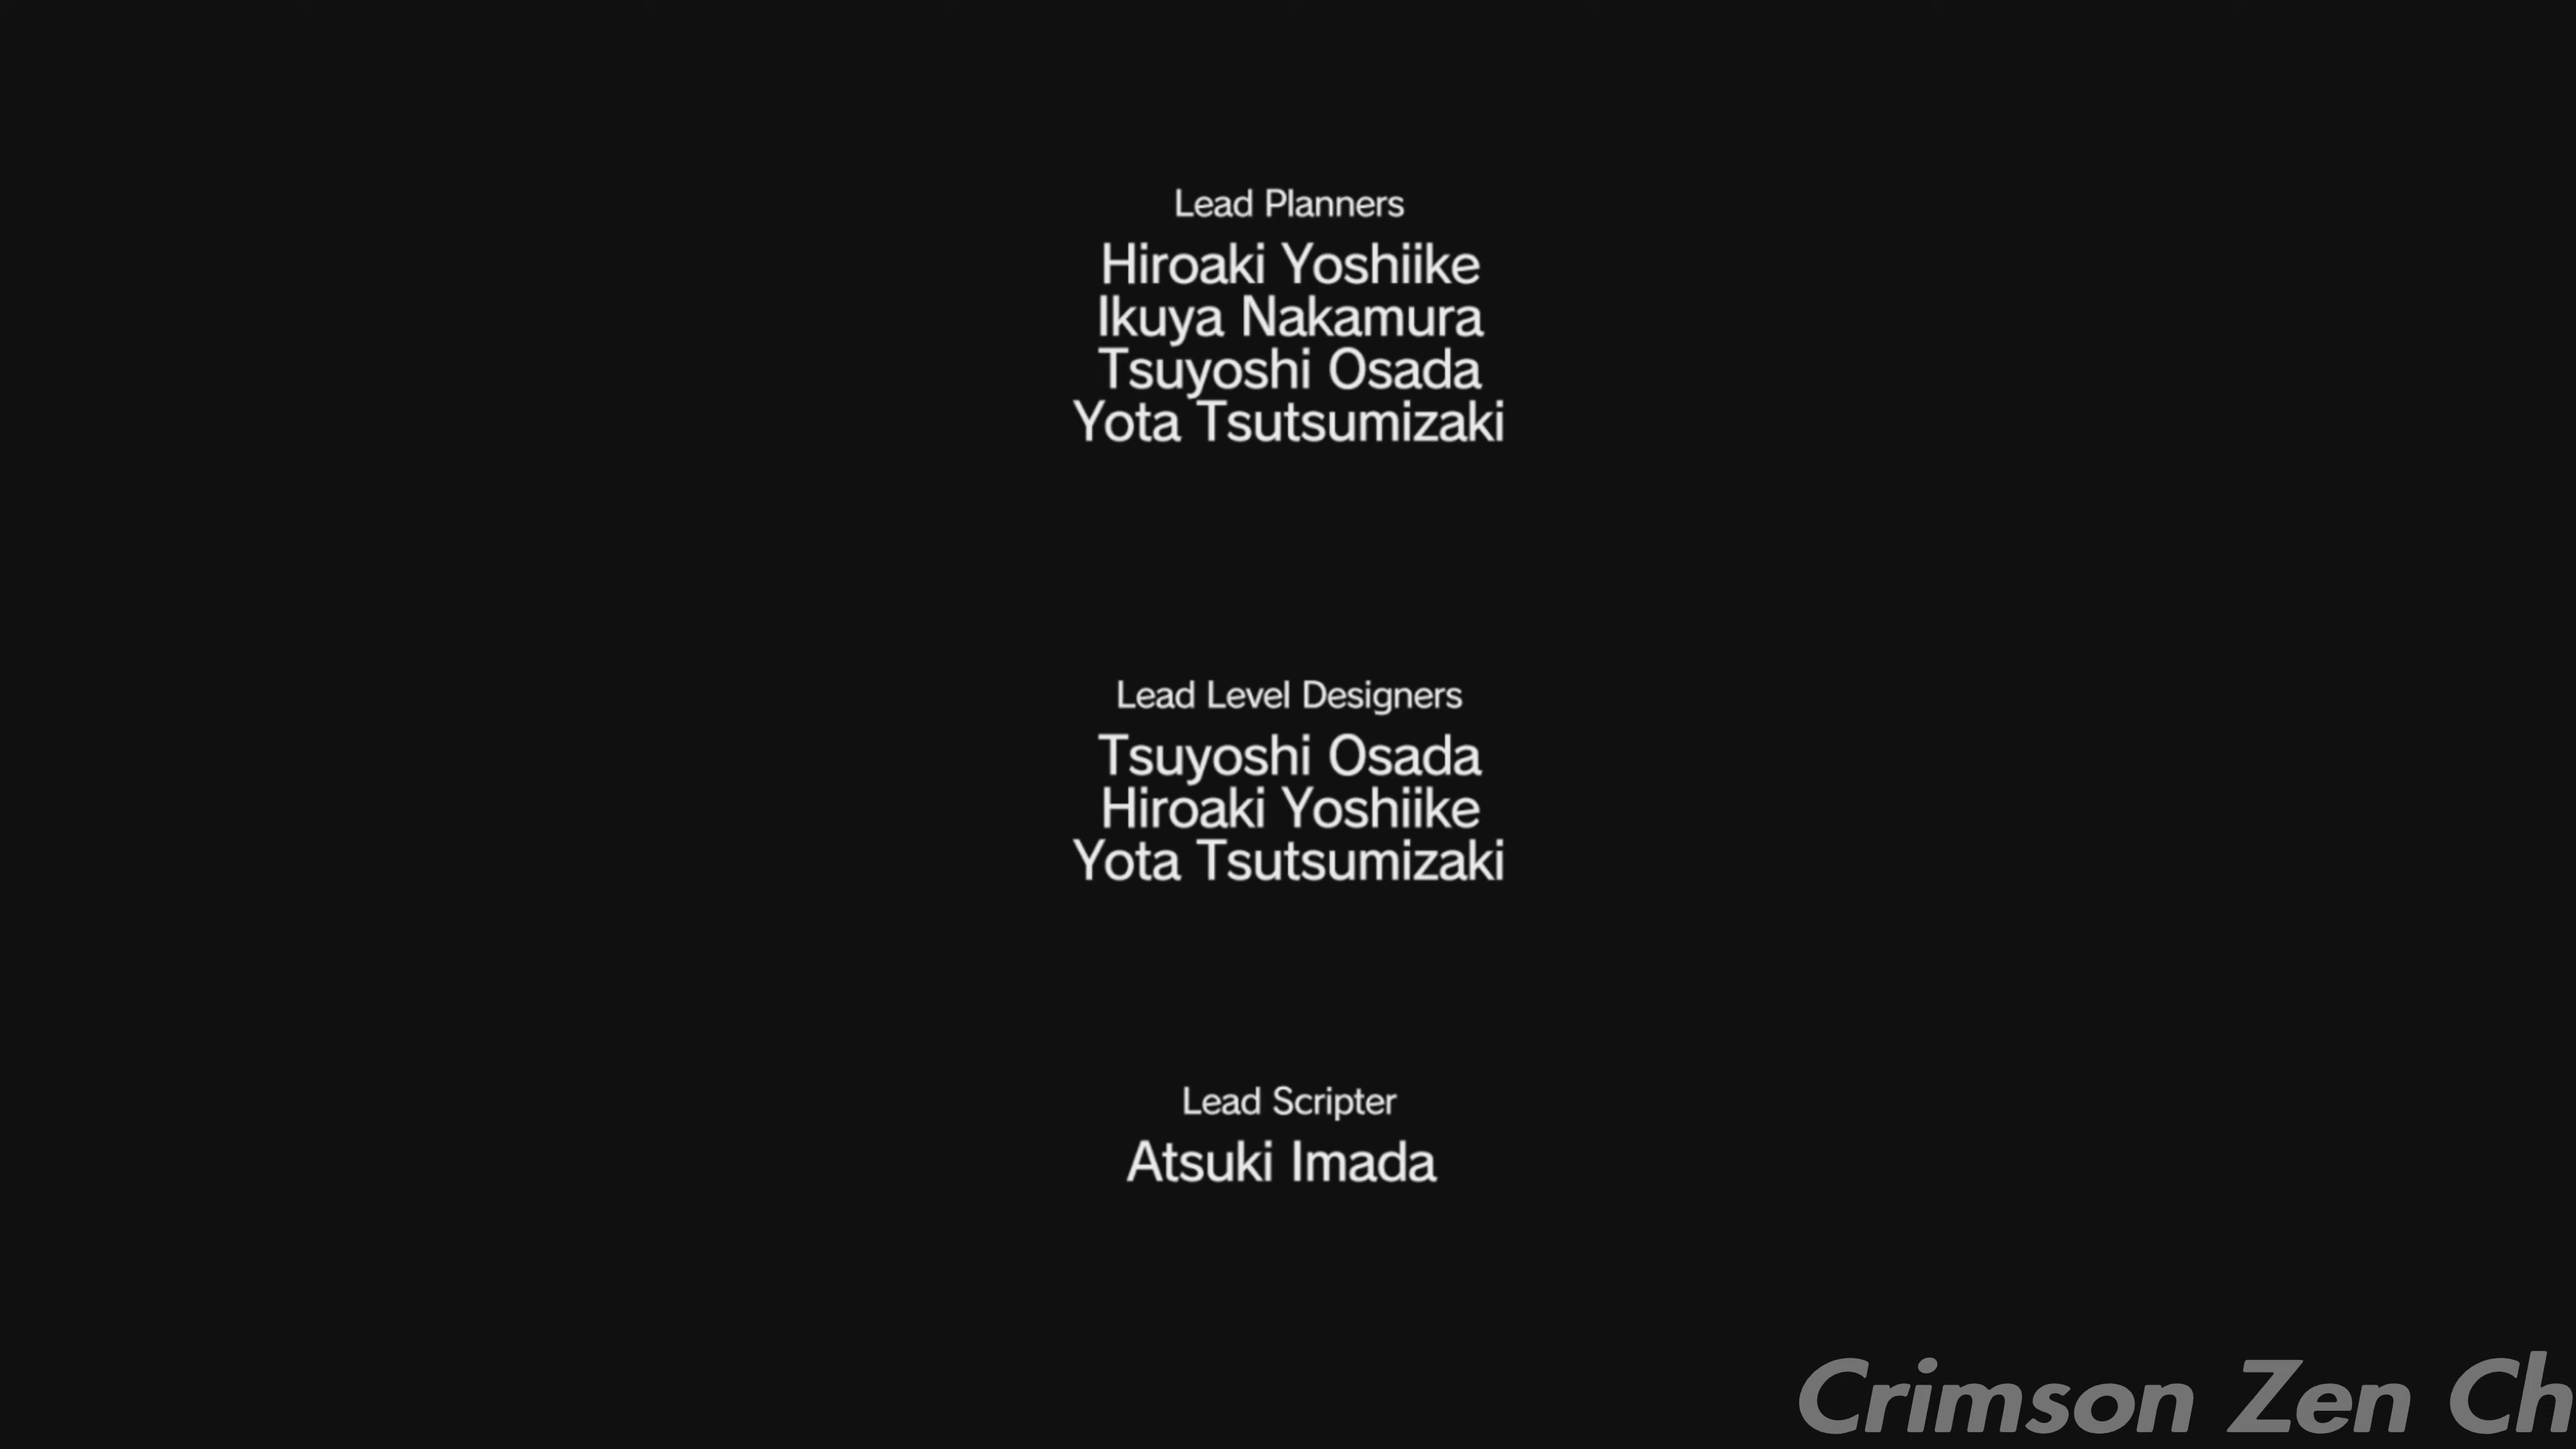 Lead Planners
Hiroaki Yoshiike
Ikuya Nakamura
Tsuyoshi Osada
Yota Tsutsumizaki
Lead Level Designers
Tsuyoshi Osada
Hiroaki Yoshiike
Yota Tsutsumizaki
Lead Scripter
Atsuki Imada
Crimson Zen Ch